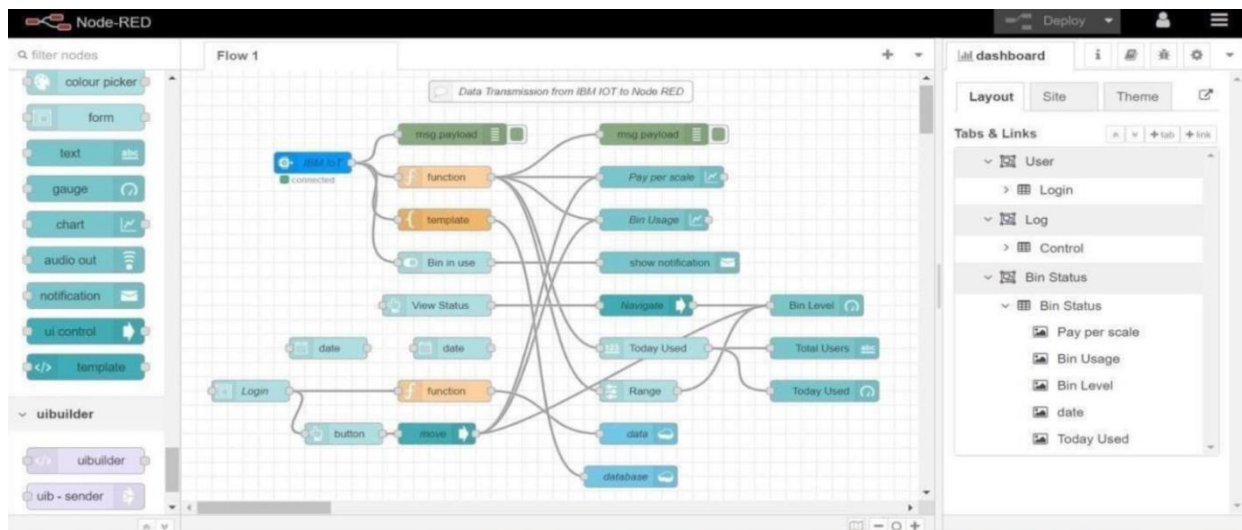 Node-RED
Deploy
filter nodes
colour picker
form
text
abc
gauge
chart
audio out
notification
ui control
</> template
uibuilder
</> uibuilder
uib - sender
Flow 1
Data Transmission from IBM IOT to Node RED
msg.payload
msg.payload
IBM IoT
connected
function
Pay per scale
template
Bin Usage
Bin in use
show notification
View Status
Navigate
Bin Level
date
date
123 Today Used
Total Users abc
Login
function
Range
Today Used
button
move
data
database
dashboard
i
Layout
Site
Theme
Tabs & Links
+ tab
+ link
User
Login
Log
Control
Bin Status
Bin Status
Pay per scale
Bin Usage
Bin Level
date
Today Used